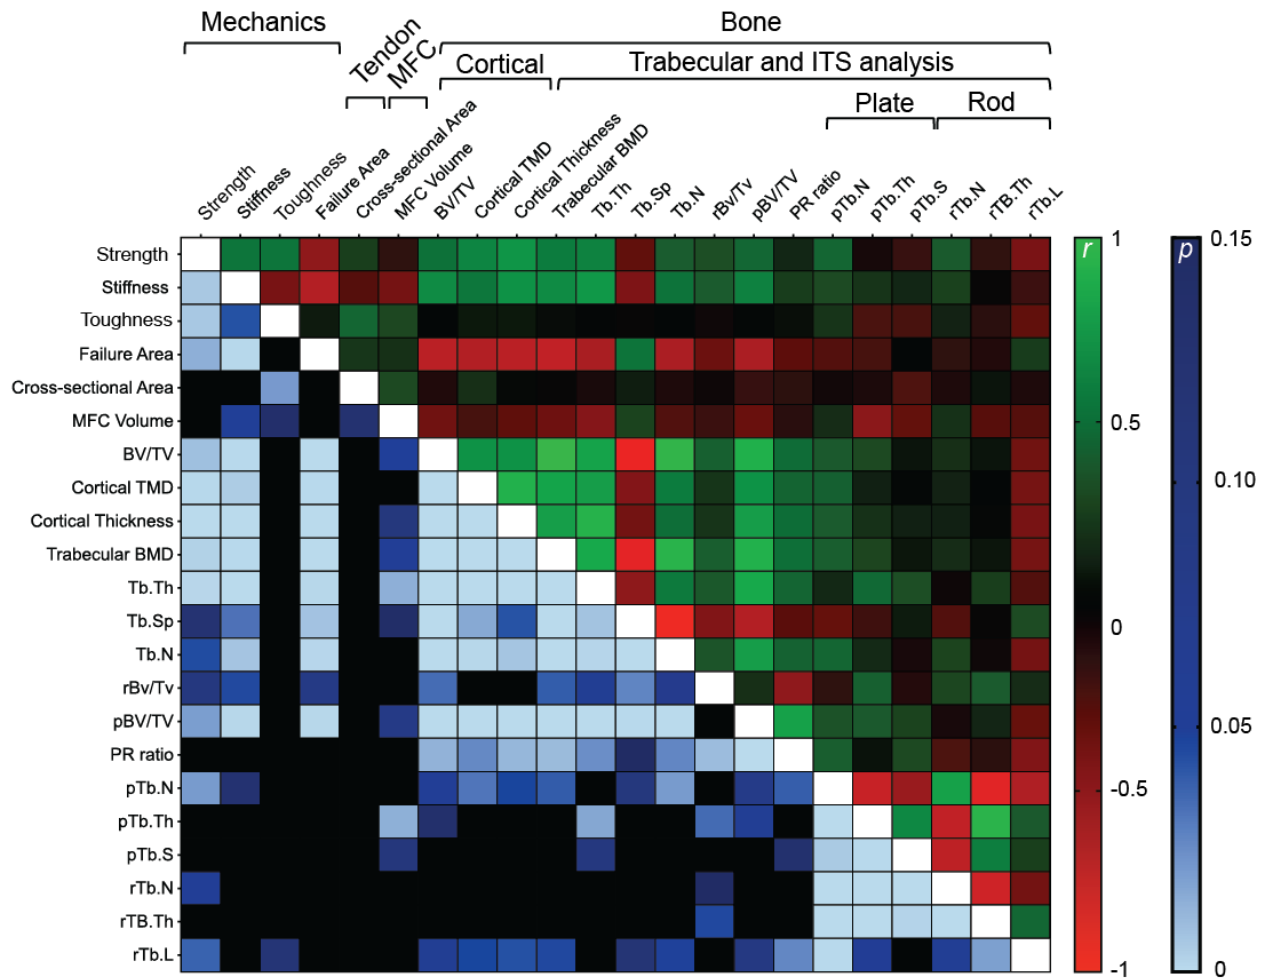 Mechanics
Tendon
MFC
Bone
Cortical
Trabecular and ITS analysis
Plate
Rod
Strength
Stiffness
Toughness
Failure Area
Cross-sectional Area
MFC Volume
BV/TV
Cortical TMD
Cortical Thickness
Trabecular BMD
Tb.Th
Tb.Sp
Tb.N
rBv/Tv
pBV/TV
PR ratio
pTb.N
pTb.Th
pTb.S
rTb.N
rTB.Th
rTb.L
Strength
Stiffness
Toughness
Failure Area
Cross-sectional Area
MFC Volume
BV/TV
Cortical TMD
Cortical Thickness
Trabecular BMD
Tb.Th
Tb.Sp
Tb.N
rBv/Tv
pBV/TV
PR ratio
pTb.N
pTb.Th
pTb.S
rTb.N
rTB.Th
rTb.L
r
1
0.5
0
-0.5
-1
p
0.15
0.10
0.05
0